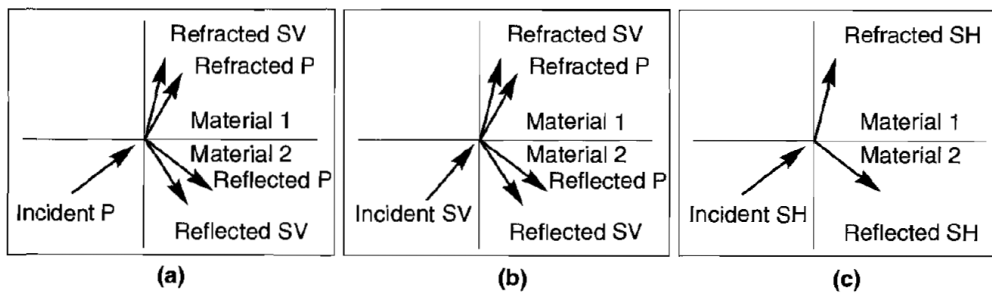 Refracted SV
Refracted P
Material 1
Material 2
Reflected P
Incident P
Reflected SV
(a)
Refracted SV
Refracted P
Material 1
Material 2
Reflected P
Incident SV
Reflected SV
(b)
Refracted SH
Material 1
Material 2
Incident SH
Reflected SH
(c)